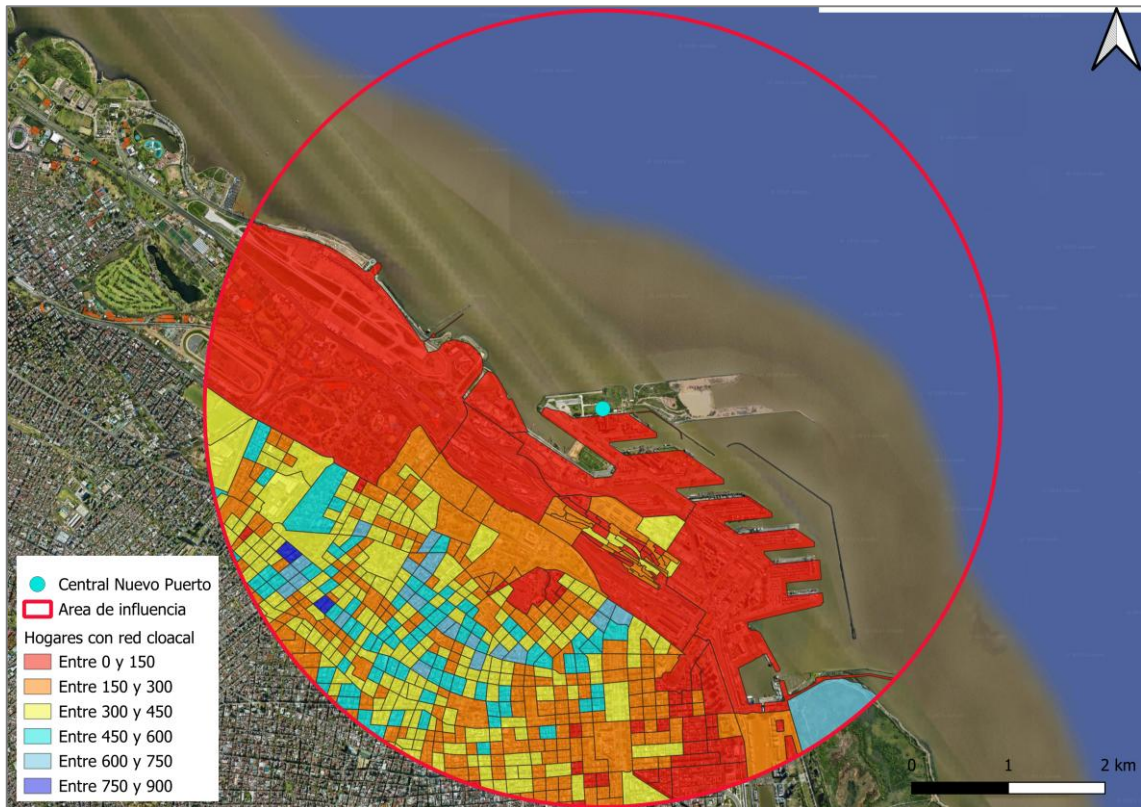 Central Nuevo Puerto
Area de influencia
Hogares con red cloacal
Entre 0 y 150
Entre 150 y 300
Entre 300 y 450
Entre 450 y 600
Entre 600 y 750
Entre 750 y 900
0 1 2 km